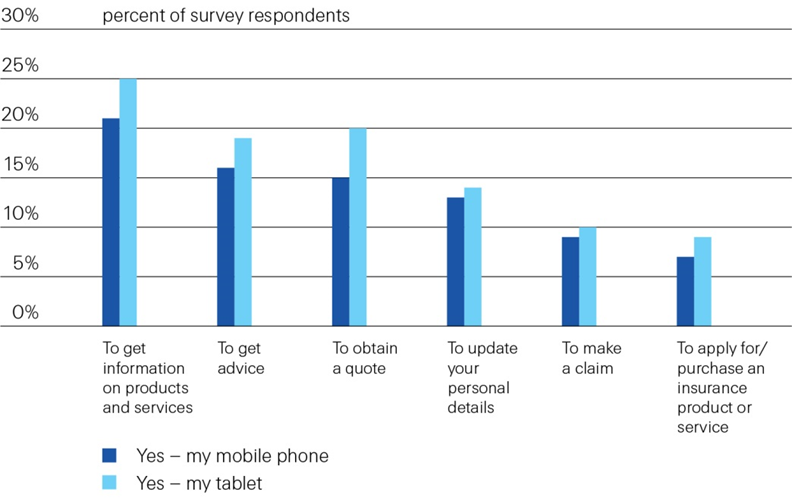 30% percent of survey respondents
25%
20%
15%
10%
5%
0%
To get
information
on products
and services
To get
advice
To obtain
a quote
To update
your
personal
details
To make
a claim
To apply for/
purchase an
insurance
product or
service
Yes – my mobile phone
Yes – my tablet